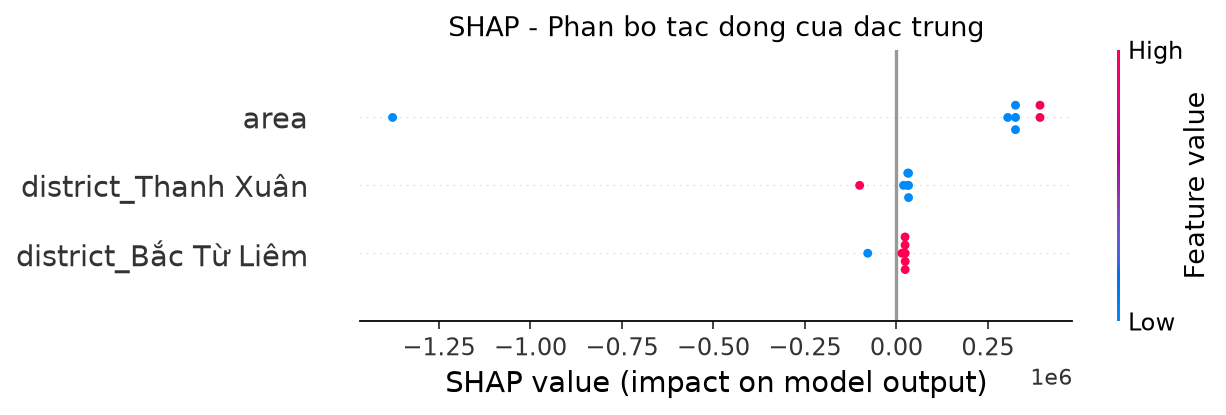 SHAP - Phan bo tac dong cua dac trung
High
area
district_Thanh Xuân
district_Bắc Từ Liêm
Feature value
Low
−1.25 −1.00 −0.75 −0.50 −0.25 0.00 0.25
1e6
SHAP value (impact on model output)